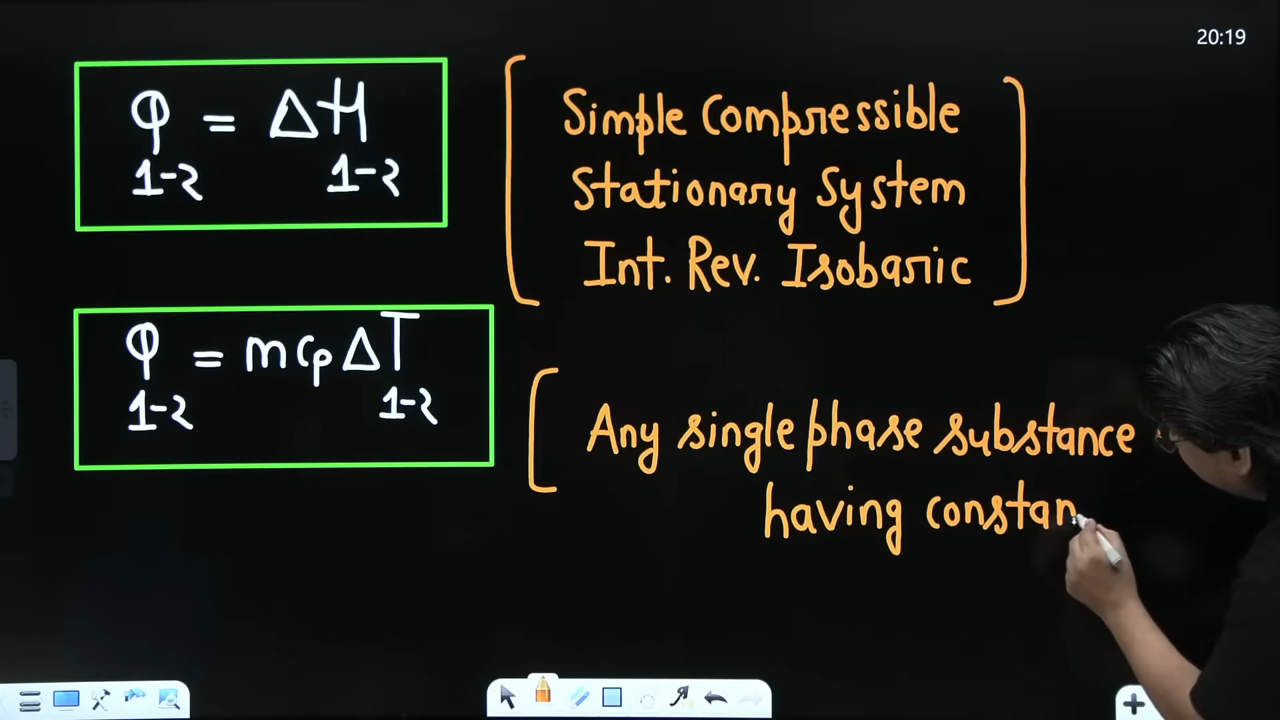 20:19
Q = ΔH
1-2 1-2
Simple Compressible
Stationary System
Int. Rev. Isobaric
Q = mcpΔT
1-2 1-2
Any single phase substance
having constan